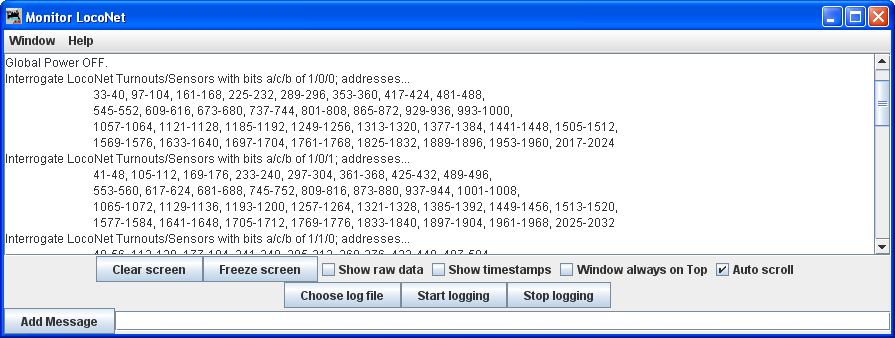 Monitor LocoNet
Window Help
Global Power OFF.
Interrogate LocoNet Turnouts/Sensors with bits a/c/b of 1/0/0; addresses...
33-40, 97-104, 161-168, 225-232, 289-296, 353-360, 417-424, 481-488,
545-552, 609-616, 673-680, 737-744, 801-808, 865-872, 929-936, 993-1000,
1057-1064, 1121-1128, 1185-1192, 1249-1256, 1313-1320, 1377-1384, 1441-1448, 1505-1512,
1569-1576, 1633-1640, 1697-1704, 1761-1768, 1825-1832, 1889-1896, 1953-1960, 2017-2024
Interrogate LocoNet Turnouts/Sensors with bits a/c/b of 1/0/1; addresses...
41-48, 105-112, 169-176, 233-240, 297-304, 361-368, 425-432, 489-496,
553-560, 617-624, 681-688, 745-752, 809-816, 873-880, 937-944, 1001-1008,
1065-1072, 1129-1136, 1193-1200, 1257-1264, 1321-1328, 1385-1392, 1449-1456, 1513-1520,
1577-1584, 1641-1648, 1705-1712, 1769-1776, 1833-1840, 1897-1904, 1961-1968, 2025-2032
Interrogate LocoNet Turnouts/Sensors with bits a/c/b of 1/1/0; addresses...
Clear screen Freeze screen Show raw data Show timestamps Window always on Top Auto scroll
Choose log file Start logging Stop logging
Add Message